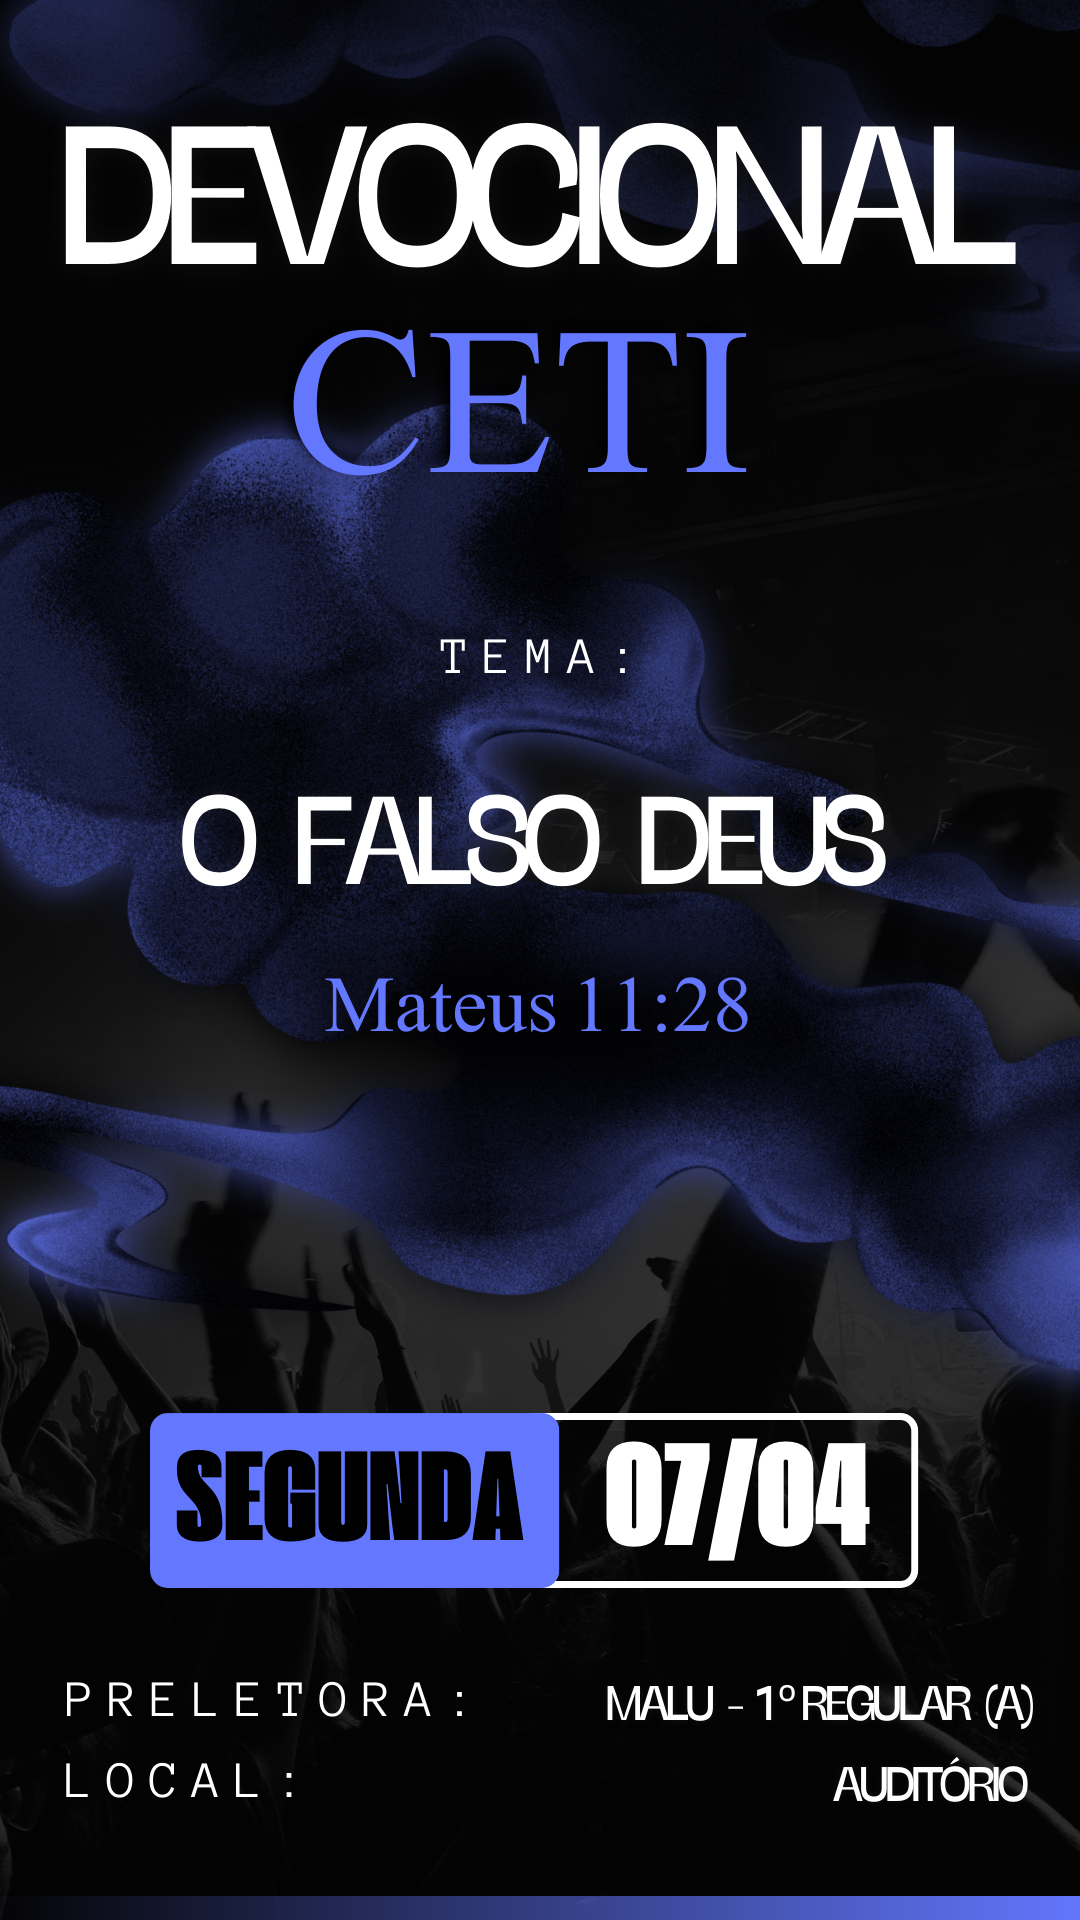 DEVOCIONAL
CETI
TEMA:
O FALSO DEUS
Mateus 11:28
SEGUNDA 07/04
PRELETORA: MALU - 1º REGULAR (A)
LOCAL: AUDITÓRIO